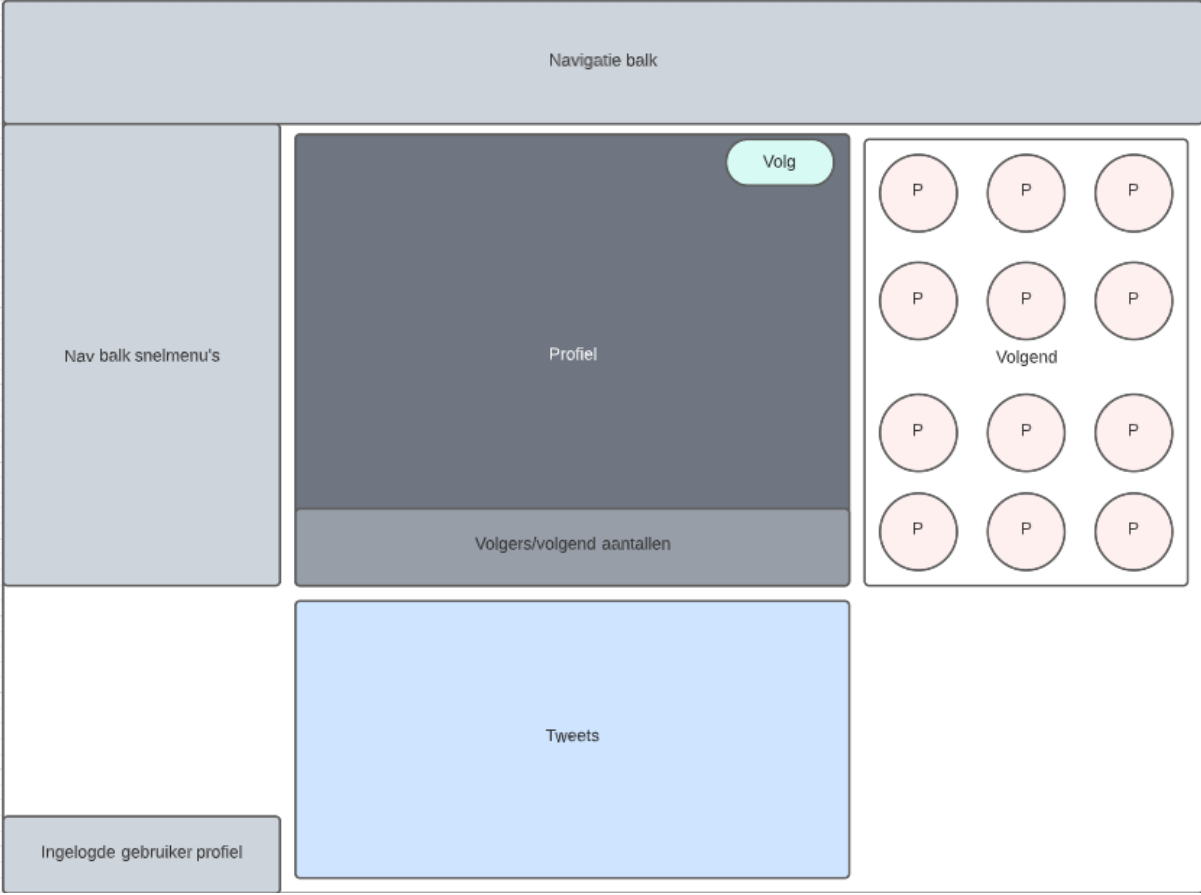 Navigatie balk
Nav balk snelmenu's
Volg
Profiel
Volgers/volgend aantallen
P P P
P P P
Volgend
P P P
P P P
Tweets
Ingelogde gebruiker profiel